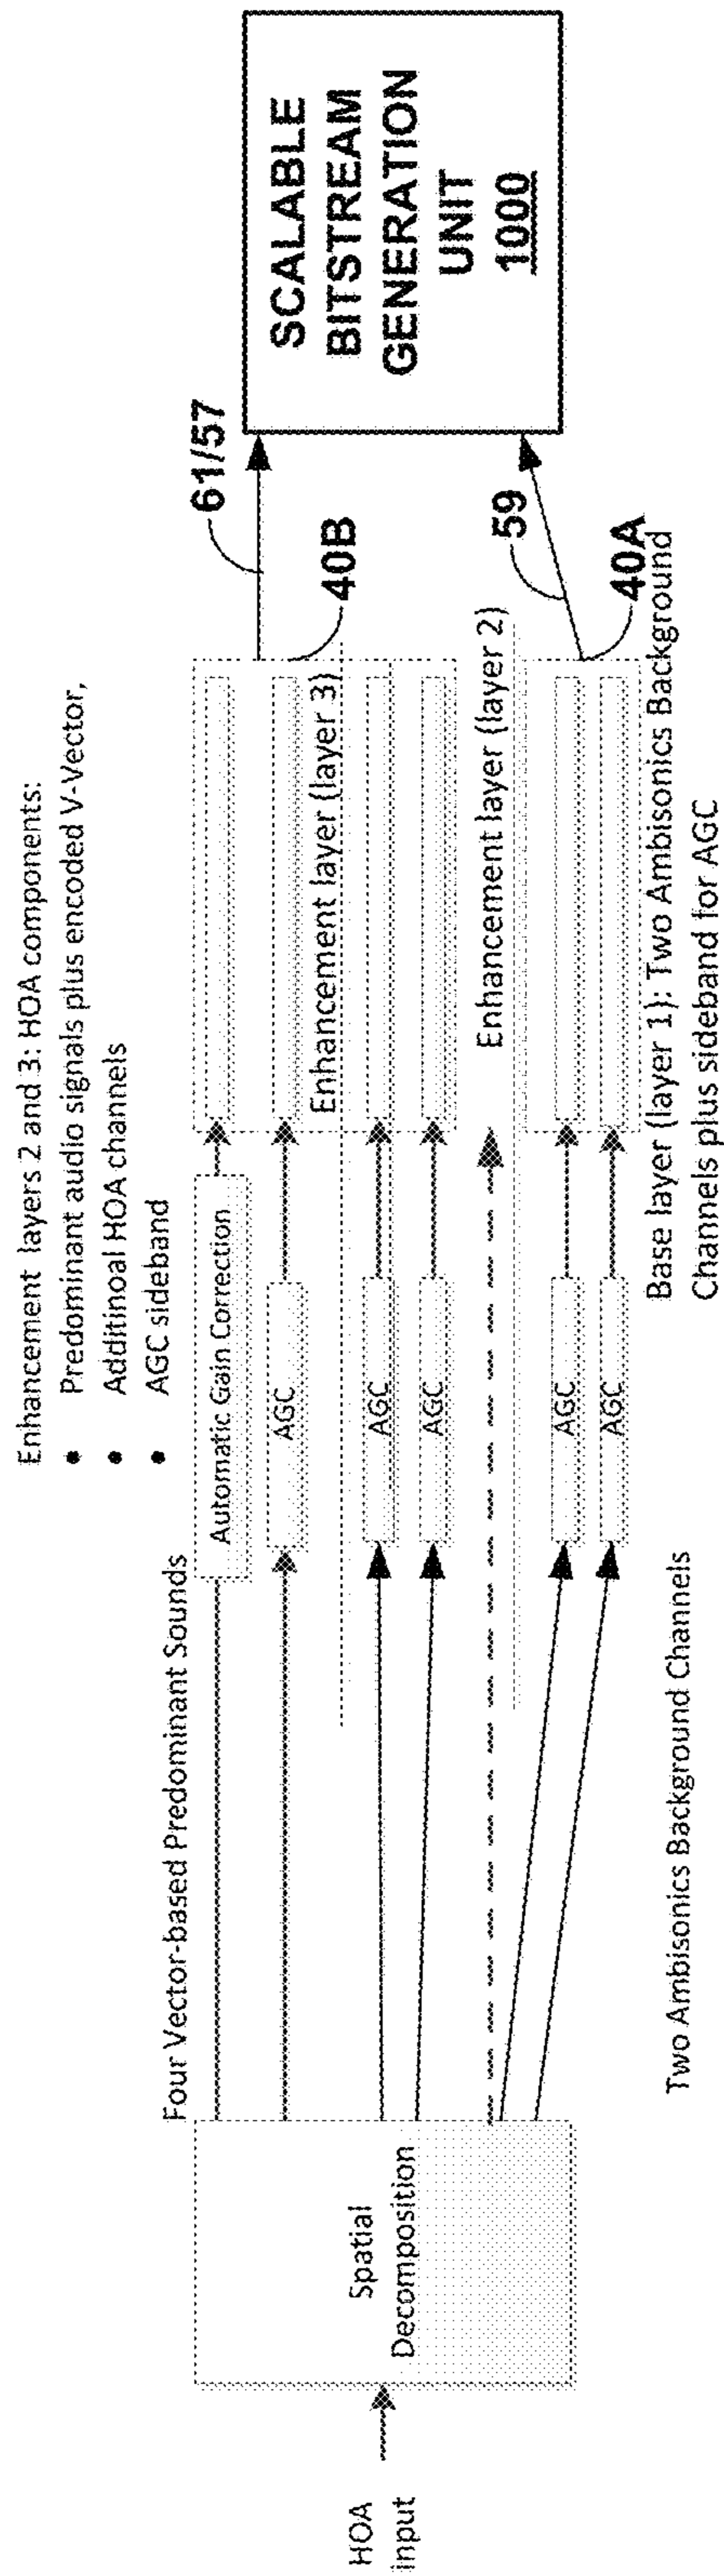 Enhancement layers 2 and 3: HOA components:
• Predominant audio signals plus encoded V-Vector,
• Additinoal HOA channels
• AGC sideband
Four Vector-based Predominant Sounds
HOA
input
Spatial
Decomposition
Automatic Gain Correction
AGC
AGC
AGC
AGC
AGC
Enhancement layer (layer 3)
Enhancement layer (layer 2)
61/57
40B
59
40A
SCALABLE
BITSTREAM
GENERATION
UNIT
1000
Two Ambisonics Background Channels
Base layer (layer 1): Two Ambisonics Background
Channels plus sideband for AGC